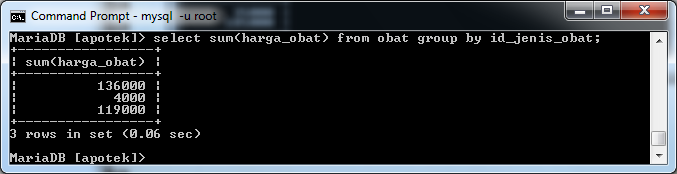 Command Prompt - mysql -u root
MariaDB [apotek]> select sum(harga_obat) from obat group by id_jenis_obat;
+-----------------+
| sum(harga_obat) |
+-----------------+
|          136000 |
|            4000 |
|          119000 |
+-----------------+
3 rows in set (0.06 sec)
MariaDB [apotek]>